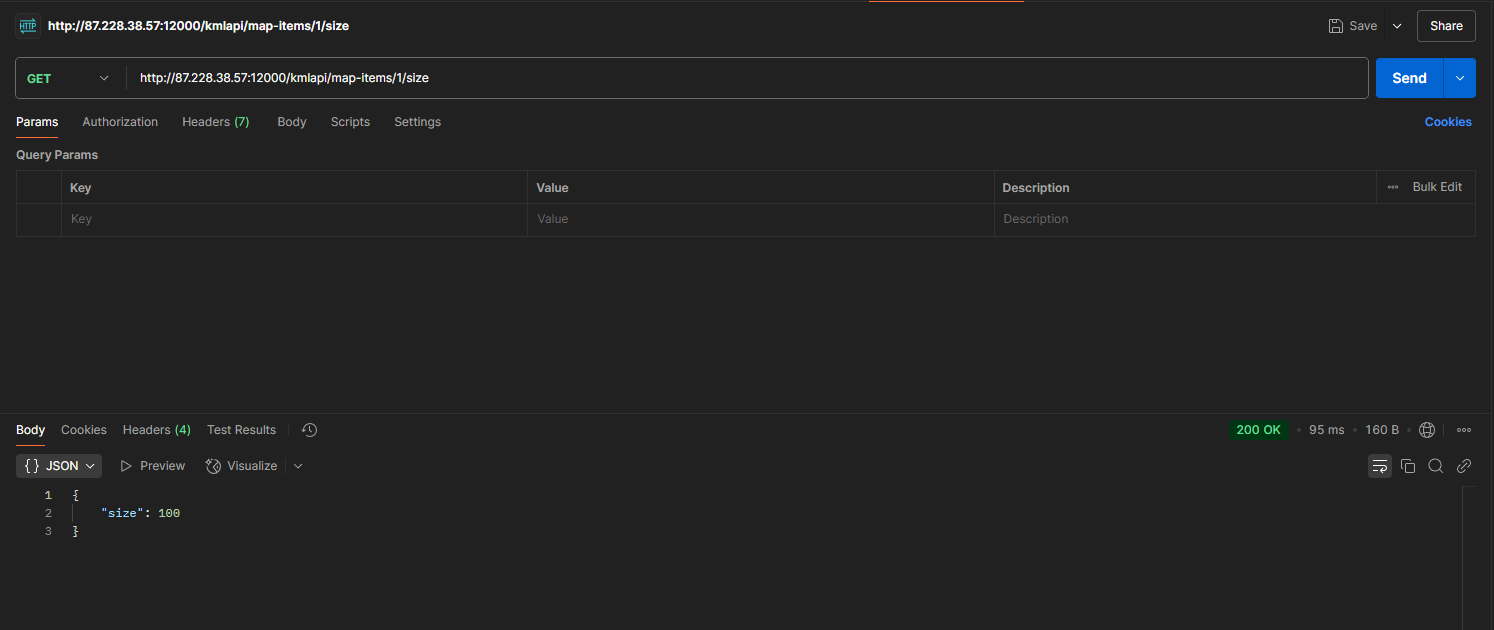 HTTP http://87.228.38.57:12000/kmlapi/map-items/1/size Save Share
GET http://87.228.38.57:12000/kmlapi/map-items/1/size Send
Params Authorization Headers (7) Body Scripts Settings Cookies
Query Params
Key Value Description Bulk Edit
Key Value Description
Body Cookies Headers (4) Test Results 200 OK • 95 ms • 160 B •
{} JSON Preview Visualize
1 {
2 "size": 100
3 }